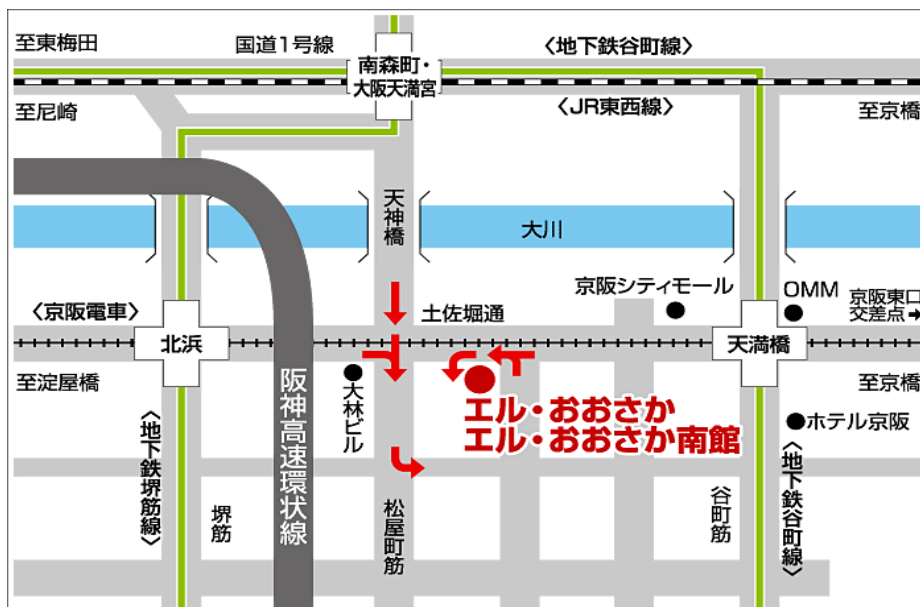 至東梅田
国道1号線
〈地下鉄谷町線〉
南森町・
大阪天満宮
至尼崎
〈JR東西線〉
至京橋
天神橋
大川
京阪シティモール
OMM
京阪東口
交差点
〈京阪電車〉
土佐堀通
北浜
天満橋
至淀屋橋
至京橋
大林ビル
阪神高速環状線
エル・おおさか
エル・おおさか南館
ホテル京阪
〈地下鉄堺筋線〉
堺筋
松屋町筋
谷町筋
〈地下鉄谷町線〉